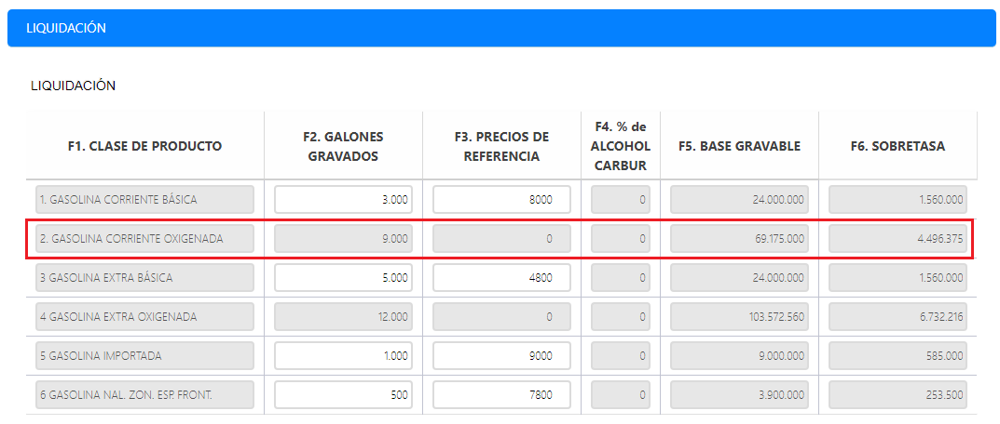 LIQUIDACIÓN
LIQUIDACIÓN
F1. CLASE DE PRODUCTO F2. GALONES GRAVADOS F3. PRECIOS DE REFERENCIA F4. % de ALCOHOL CARBUR F5. BASE GRAVABLE F6. SOBRETASA
1. GASOLINA CORRIENTE BÁSICA 3.000 8000 0 24.000.000 1.560.000
2. GASOLINA CORRIENTE OXIGENADA 9.000 0 0 69.175.000 4.496.375
3 GASOLINA EXTRA BÁSICA 5.000 4800 0 24.000.000 1.560.000
4 GASOLINA EXTRA OXIGENADA 12.000 0 0 103.572.560 6.732.216
5 GASOLINA IMPORTADA 1.000 9000 0 9.000.000 585.000
6 GASOLINA NAL. ZON. ESP. FRONT. 500 7800 0 3.900.000 253.500